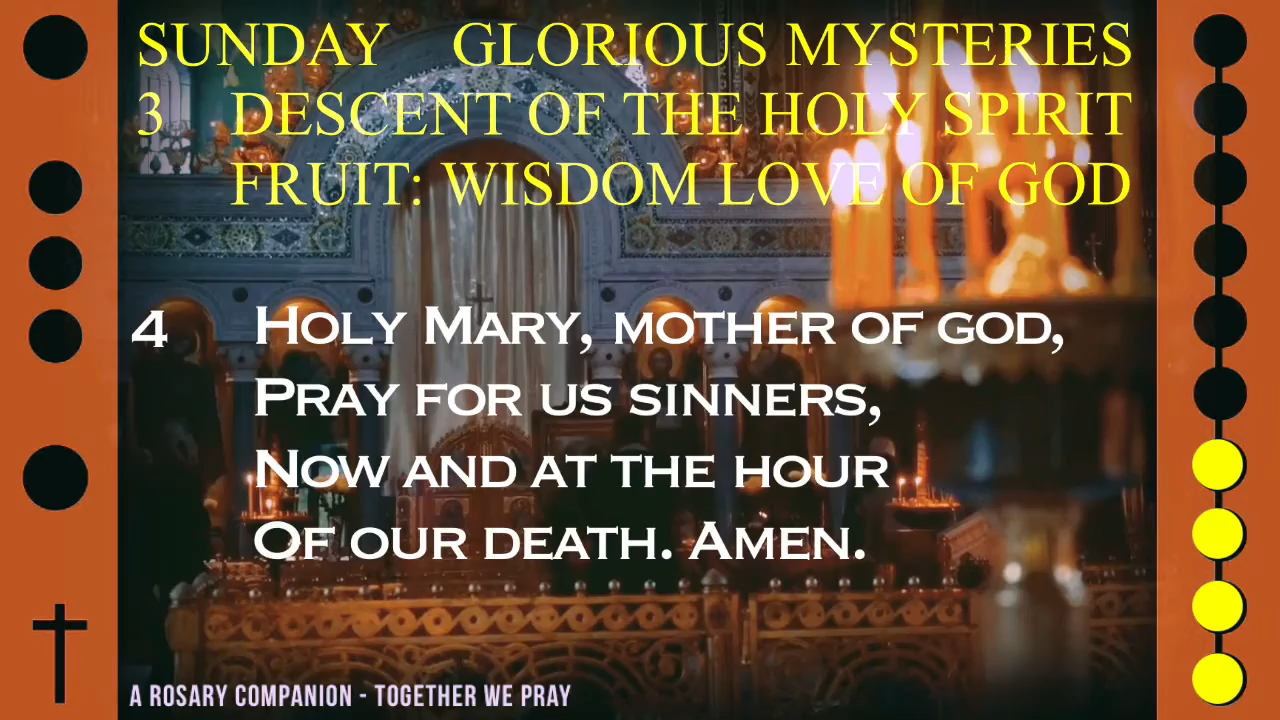 SUNDAY GLORIOUS MYSTERIES
3 DESCENT OF THE HOLY SPIRIT
FRUIT: WISDOM LOVE OF GOD
4 HOLY MARY, MOTHER OF GOD,
PRAY FOR US SINNERS,
NOW AND AT THE HOUR
OF OUR DEATH. AMEN.
A ROSARY COMPANION - TOGETHER WE PRAY